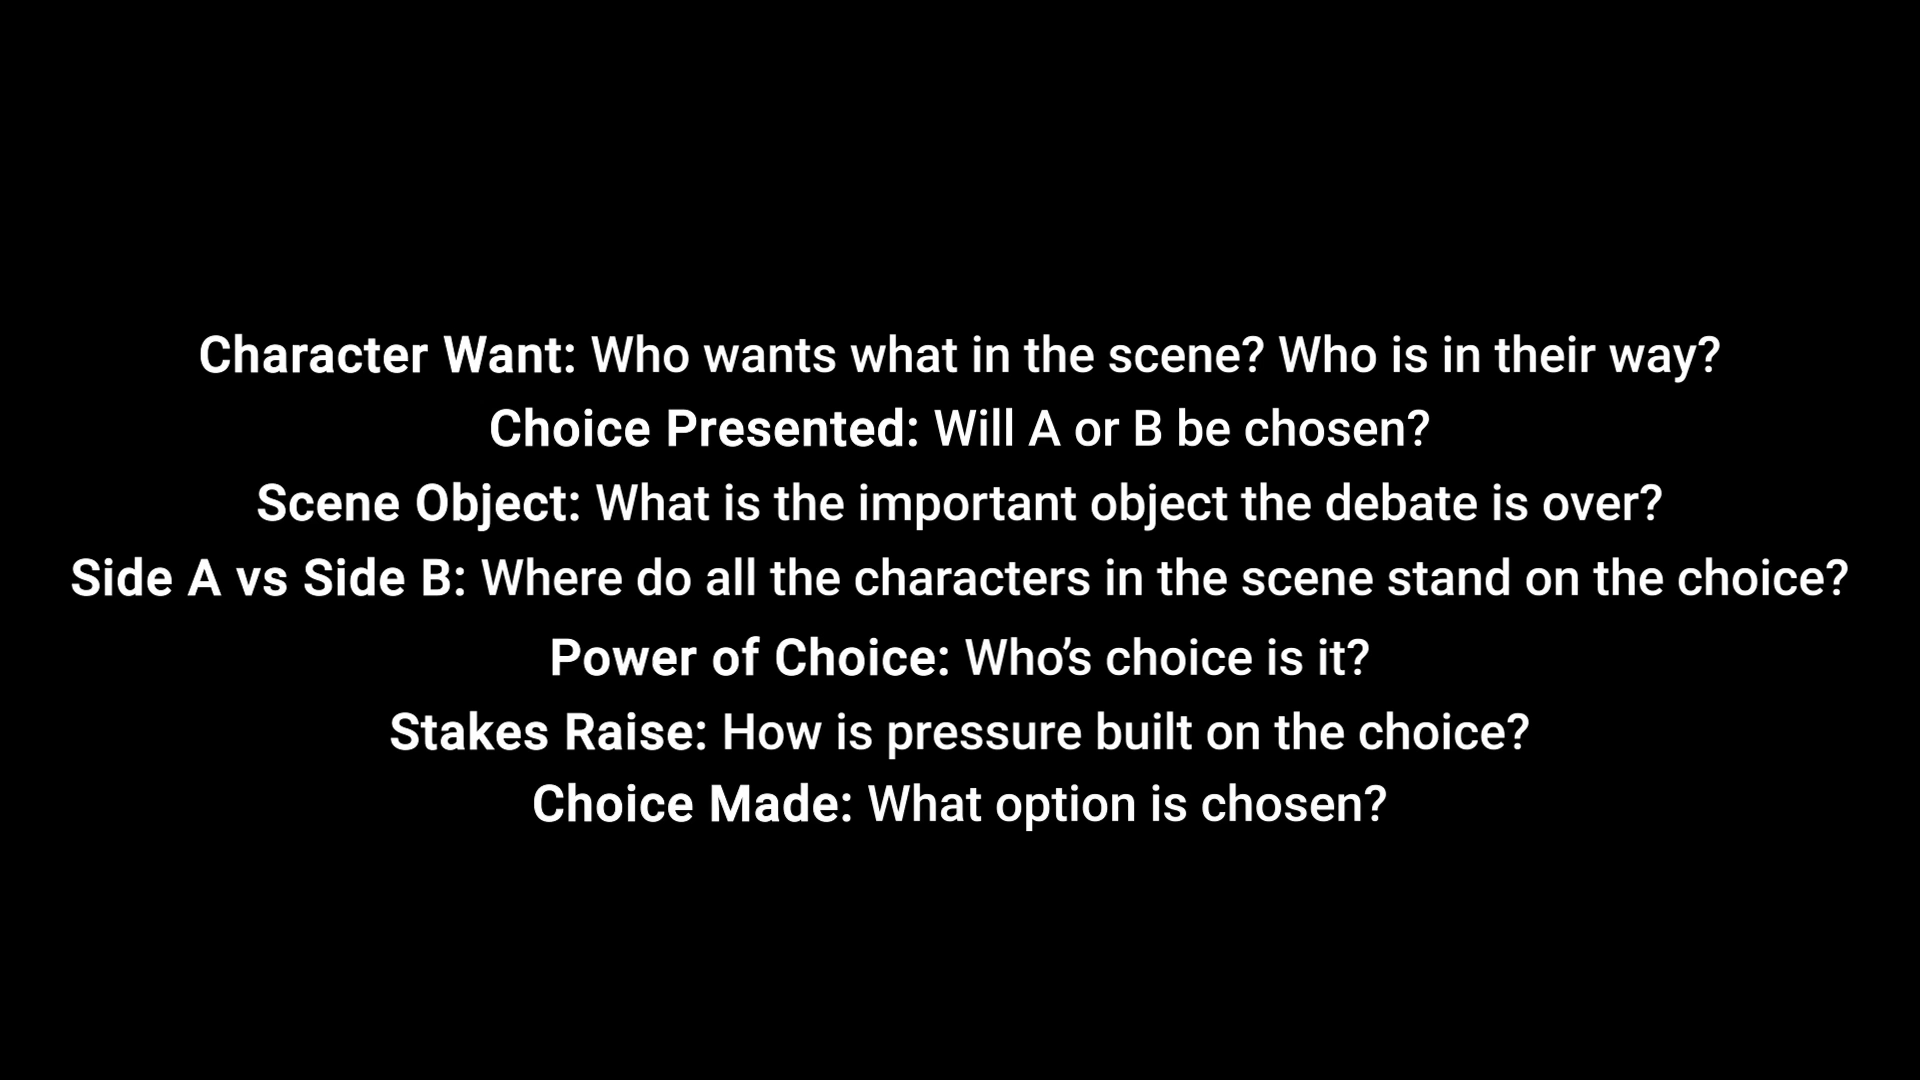 Character Want: Who wants what in the scene? Who is in their way?
Choice Presented: Will A or B be chosen?
Scene Object: What is the important object the debate is over?
Side A vs Side B: Where do all the characters in the scene stand on the choice?
Power of Choice: Who’s choice is it?
Stakes Raise: How is pressure built on the choice?
Choice Made: What option is chosen?